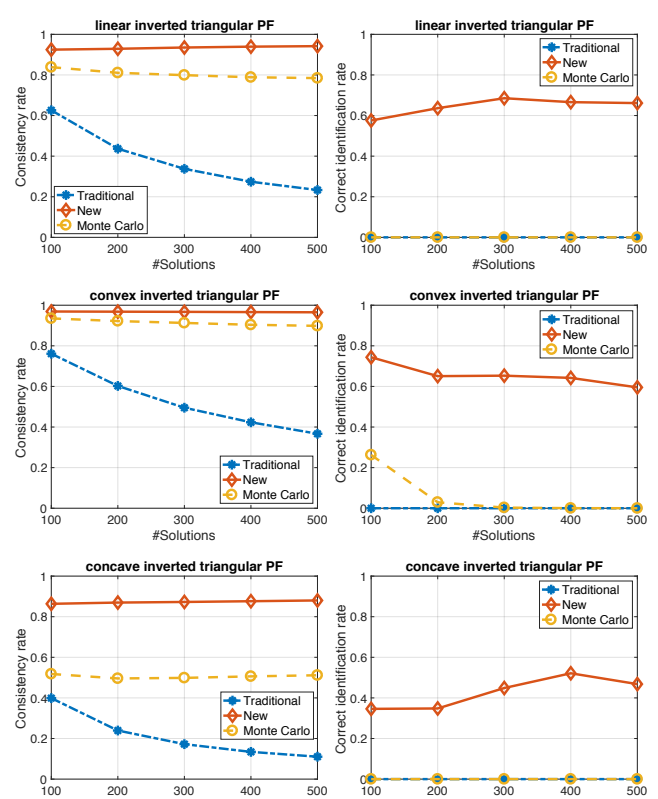 linear inverted triangular PF
1
0.8
0.6
0.4
0.2
0
Consistency rate
Traditional
New
Monte Carlo
100 200 300 400 500
#Solutions
linear inverted triangular PF
1
0.8
0.6
0.4
0.2
0
Correct identification rate
Traditional
New
Monte Carlo
100 200 300 400 500
#Solutions
convex inverted triangular PF
1
0.8
0.6
0.4
0.2
0
Consistency rate
Traditional
New
Monte Carlo
100 200 300 400 500
#Solutions
convex inverted triangular PF
1
0.8
0.6
0.4
0.2
0
Correct identification rate
Traditional
New
Monte Carlo
100 200 300 400 500
#Solutions
concave inverted triangular PF
1
0.8
0.6
0.4
0.2
0
Consistency rate
Traditional
New
Monte Carlo
100 200 300 400 500
concave inverted triangular PF
1
0.8
0.6
0.4
0.2
0
Correct identification rate
Traditional
New
Monte Carlo
100 200 300 400 500